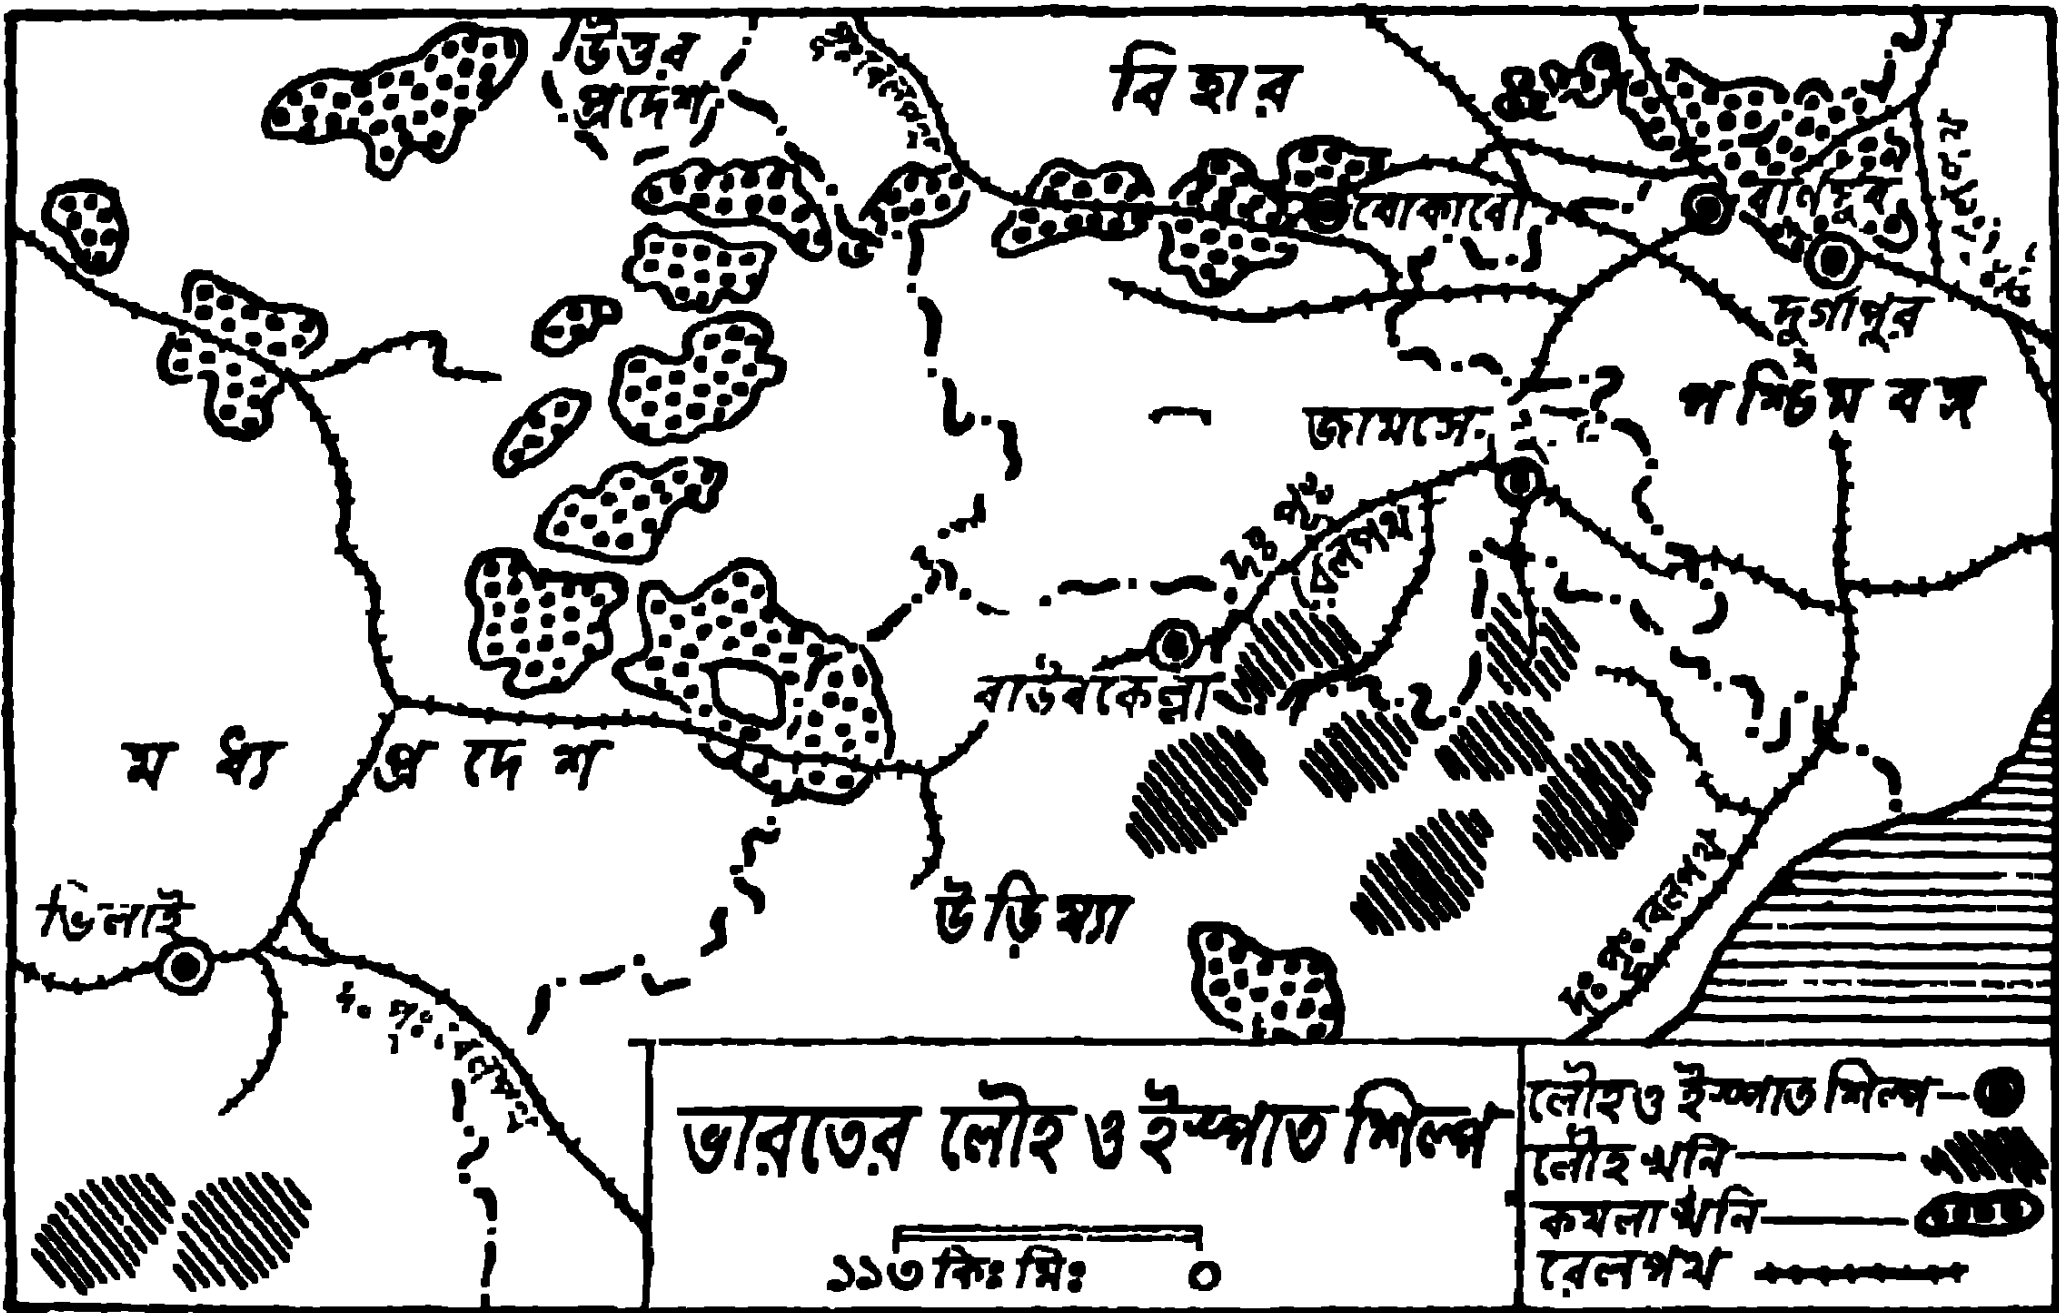 উত্তর
প্রদেশ
বিহার
বোকারো
বার্ণপুর
দুর্গাপুর
পশ্চিমবঙ্গ
জামসে
দঃ পূঃ
রেলপথ
রাউরকেল্লা
মধ্য প্রদেশ
ভিলাই
উড়িষ্যা
দঃ পূঃ রেলপথ
ভারতের লৌহ ও ইস্পাত শিল্প
১১৩ কিঃ মিঃ ০
লৌহ ও ইস্পাত শিল্প
লৌহ খনি
কয়লা খনি
রেলপথ